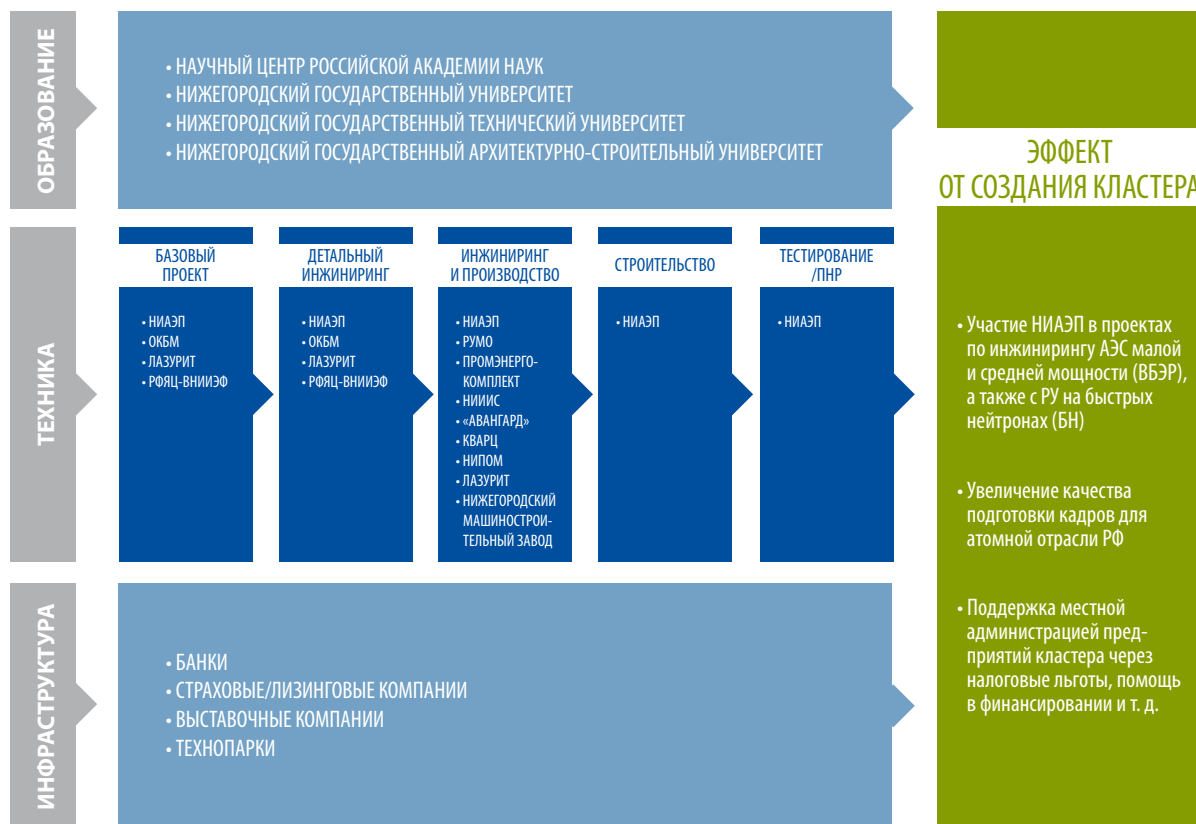 ОБРАЗОВАНИЕ
• НАУЧНЫЙ ЦЕНТР РОССИЙСКОЙ АКАДЕМИИ НАУК
• НИЖЕГОРОДСКИЙ ГОСУДАРСТВЕННЫЙ УНИВЕРСИТЕТ
• НИЖЕГОРОДСКИЙ ГОСУДАРСТВЕННЫЙ ТЕХНИЧЕСКИЙ УНИВЕРСИТЕТ
• НИЖЕГОРОДСКИЙ ГОСУДАРСТВЕННЫЙ АРХИТЕКТУРНО-СТРОИТЕЛЬНЫЙ УНИВЕРСИТЕТ
ТЕХНИКА
БАЗОВЫЙ
ПРОЕКТ
• НИАЭП
• ОКБМ
• ЛАЗУРИТ
• РФЯЦ-ВНИИЭФ
ДЕТАЛЬНЫЙ
ИНЖИНИРИНГ
• НИАЭП
• ОКБМ
• ЛАЗУРИТ
• РФЯЦ-ВНИИЭФ
ИНЖИНИРИНГ
И ПРОИЗВОДСТВО
• НИАЭП
• РУМО
• ПРОМЭНЕРГО-
КОМПЛЕКТ
• НИИИС
• «АВАНГАРД»
• КВАРЦ
• НИПОМ
• ЛАЗУРИТ
• НИЖЕГОРОДСКИЙ
МАШИНОСТРОИ-
ТЕЛЬНЫЙ ЗАВОД
СТРОИТЕЛЬСТВО
• НИАЭП
ТЕСТИРОВАНИЕ
/ПНР
• НИАЭП
ИНФРАСТРУКТУРА
• БАНКИ
• СТРАХОВЫЕ/ЛИЗИНГОВЫЕ КОМПАНИИ
• ВЫСТАВОЧНЫЕ КОМПАНИИ
• ТЕХНОПАРКИ
ЭФФЕКТ
ОТ СОЗДАНИЯ КЛАСТЕРА
• Участие НИАЭП в проектах
по инжинирингу АЭС малой
и средней мощности (ВБЭР),
а также с РУ на быстрых
нейтронах (БН)
• Увеличение качества
подготовки кадров для
атомной отрасли РФ
• Поддержка местной
администрацией пред-
приятий кластера через
налоговые льготы, помощь
в финансировании и т. д.